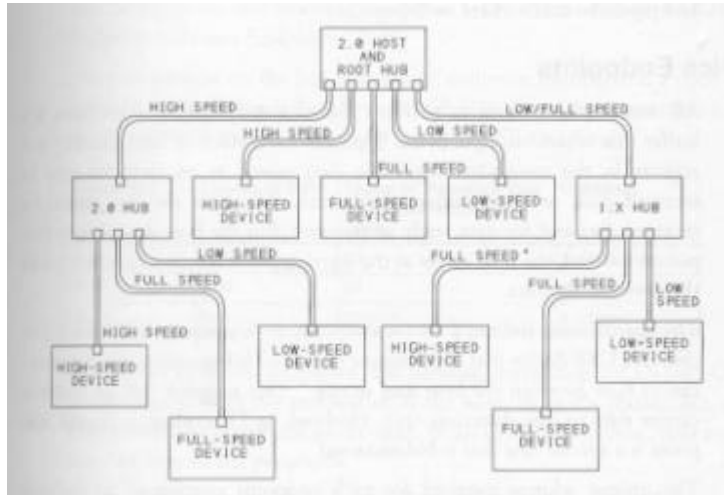 ice Endpoints
2.0 HOST
AND
ROOT HUB
HIGH SPEED
HIGH SPEED
FULL SPEED
LOW SPEED
LOW/FULL SPEED
2.0 HUB
HIGH-SPEED
DEVICE
FULL-SPEED
DEVICE
LOW-SPEED
DEVICE
1.X HUB
LOW SPEED
FULL SPEED
HIGH SPEED
FULL SPEED*
FULL SPEED
LOW
SPEED
HIGH-SPEED
DEVICE
LOW-SPEED
DEVICE
HIGH-SPEED
DEVICE
LOW-SPEED
DEVICE
FULL-SPEED
DEVICE
FULL-SPEED
DEVICE